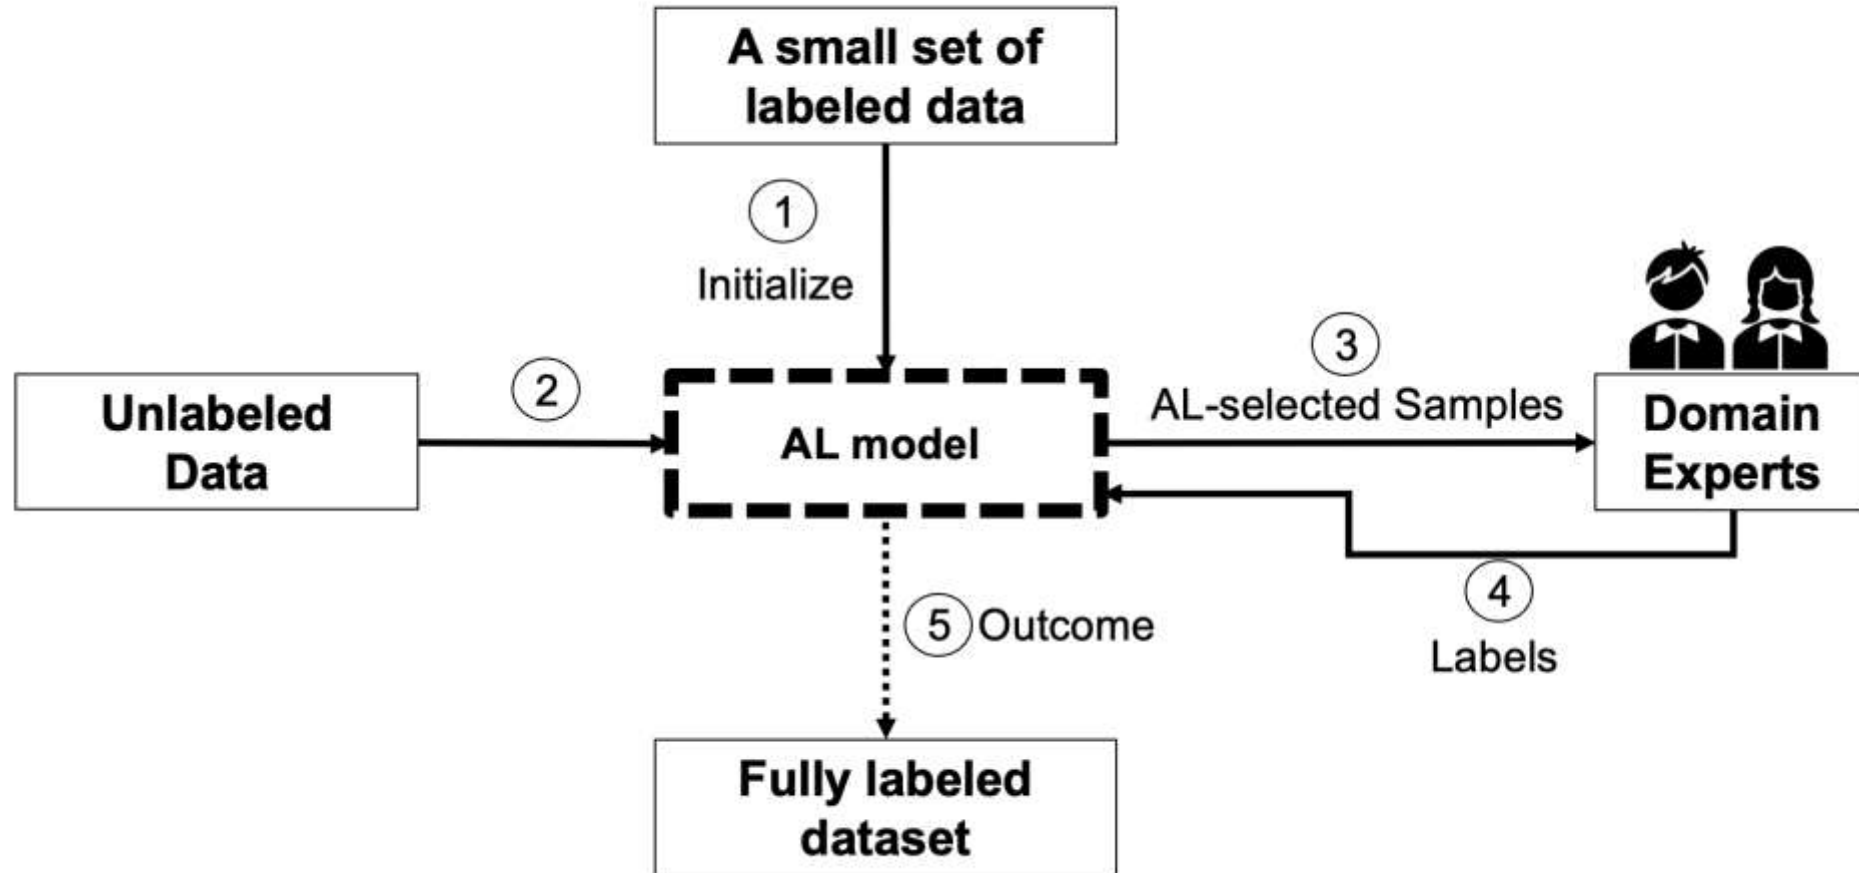 A small set of
labeled data
1
Initialize
Unlabeled
Data
2
AL model
3
AL-selected Samples
Domain
Experts
4
Labels
5 Outcome
Fully labeled
dataset